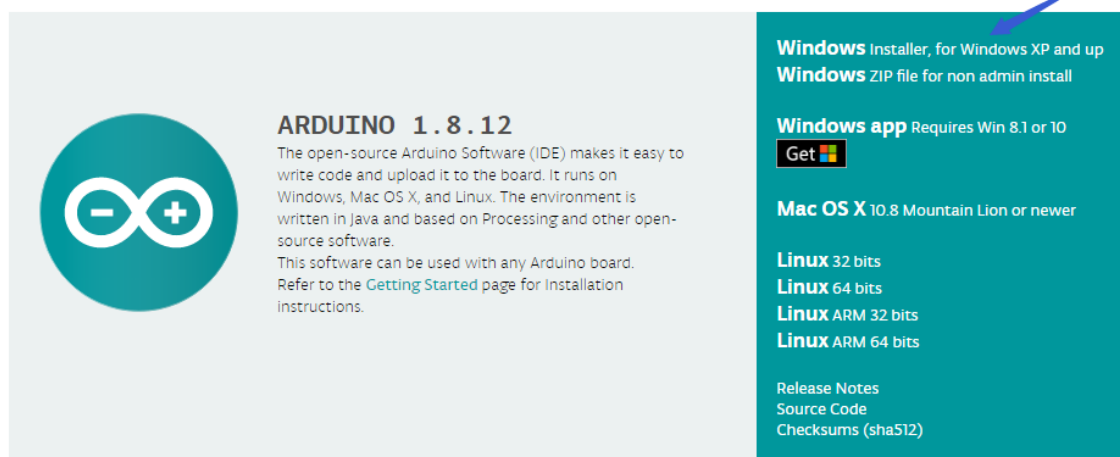 ARDUINO 1.8.12
The open-source Arduino Software (IDE) makes it easy to
write code and upload it to the board. It runs on
Windows, Mac OS X, and Linux. The environment is
written in Java and based on Processing and other open-
source software.
This software can be used with any Arduino board.
Refer to the Getting Started page for Installation
instructions.
Windows Installer, for Windows XP and up
Windows ZIP file for non admin install
Windows app Requires Win 8.1 or 10
Get
Mac OS X 10.8 Mountain Lion or newer
Linux 32 bits
Linux 64 bits
Linux ARM 32 bits
Linux ARM 64 bits
Release Notes
Source Code
Checksums (sha512)